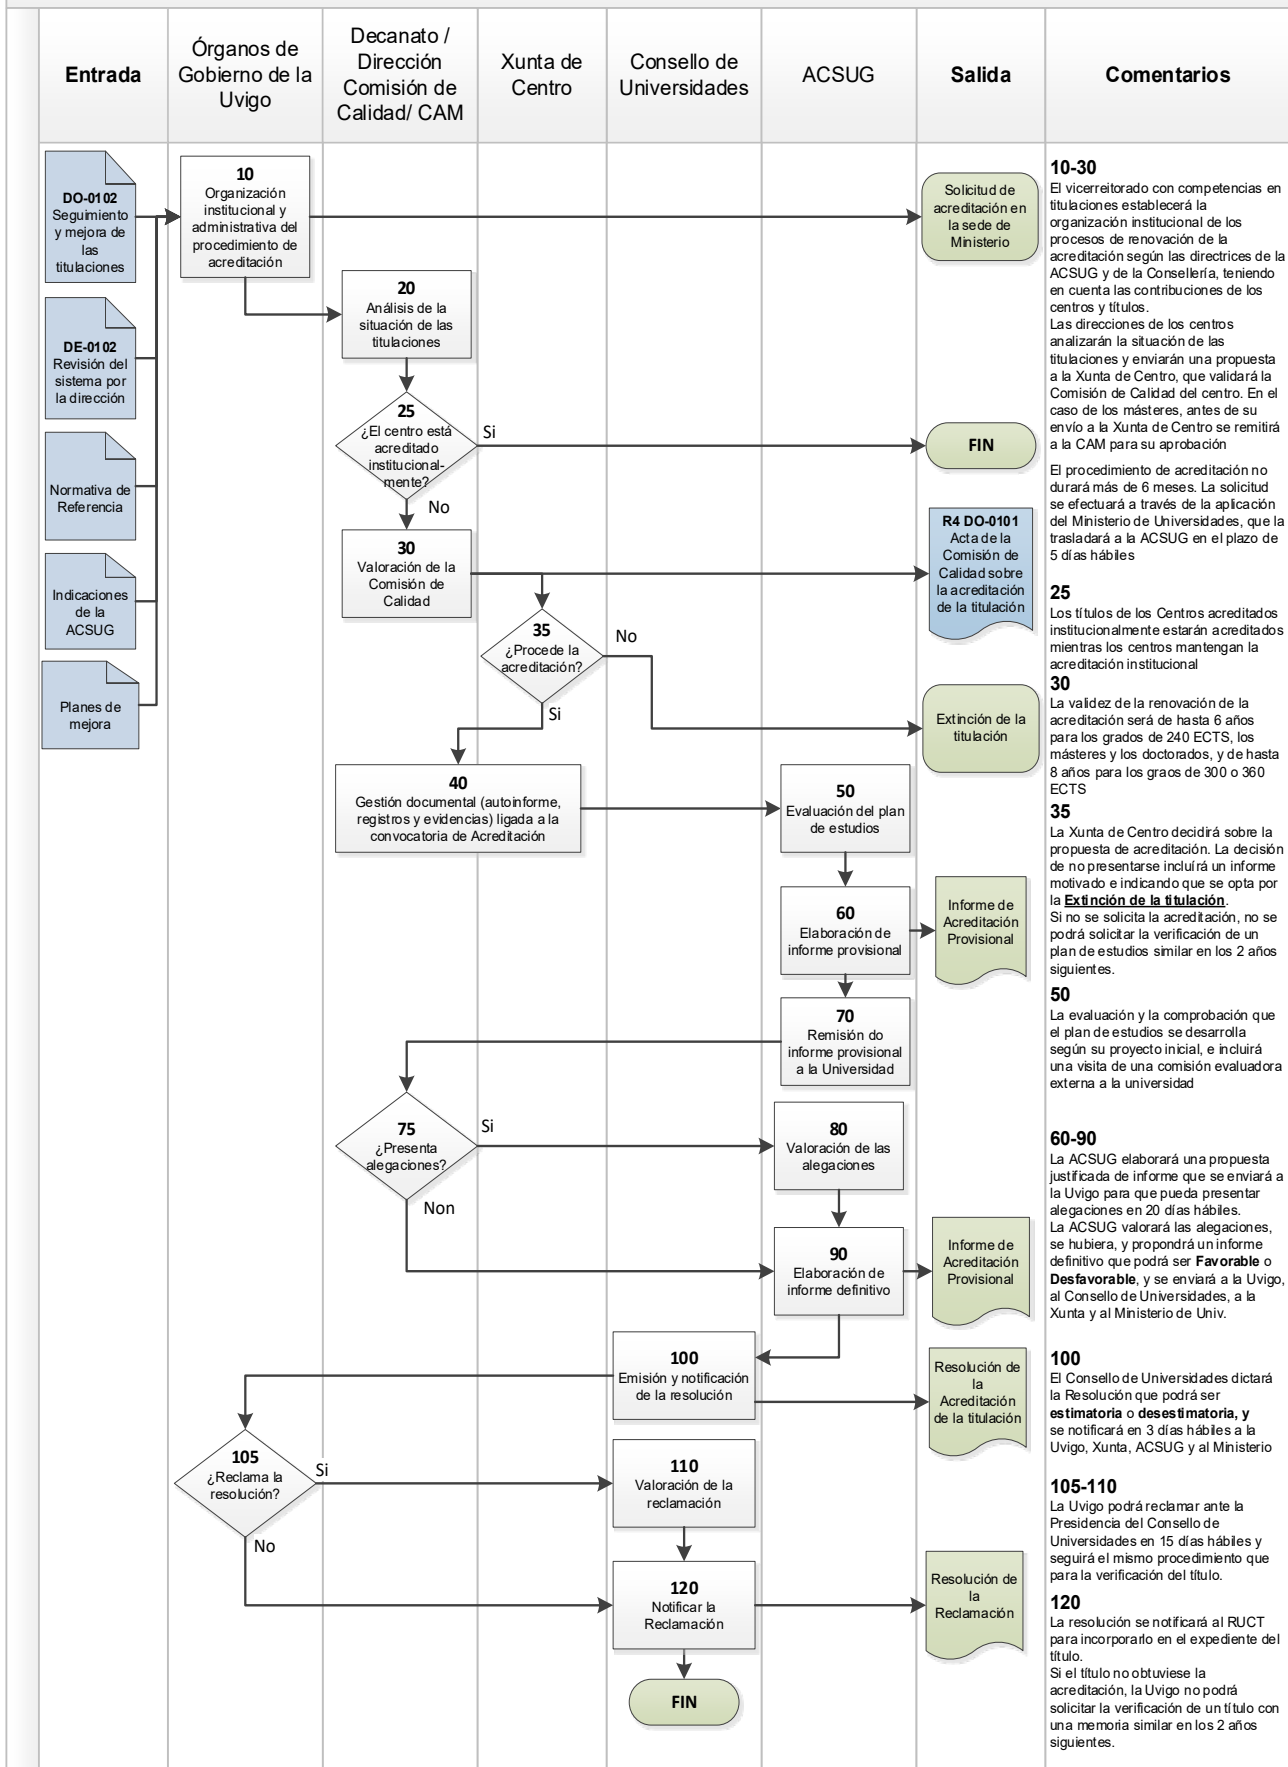 Entrada
Órganos de
Gobierno de la
Uvigo
Decanato /
Dirección
Comisión de
Calidad/ CAM
Xunta de
Centro
Consello de
Universidades
ACSUG
Salida
Comentarios
DO-0102
Seguimiento
y mejora de
las
titulaciones
DE-0102
Revisión del
sistema por
la dirección
Normativa de
Referencia
Indicaciones
de la
ACSUG
Planes de
mejora
10
Organización
institucional y
administrativa del
procedimiento de
acreditación
Solicitud de
acreditación en
la sede de
Ministerio
20
Análisis de la
situación de las
titulaciones
25
¿El centro está
acreditado
institucional-
mente?
Si
FIN
No
30
Valoración de la
Comisión de
Calidad
R4 DO-0101
Acta de la
Comisión de
Calidad sobre
la acreditación
de la titulación
35
¿Procede la
acreditación?
No
Si
Extinción de la
titulación
40
Gestión documental (autoinforme,
registros y evidencias) ligada a la
convocatoria de Acreditación
50
Evaluación del plan
de estudios
60
Elaboración de
informe provisional
Informe de
Acreditación
Provisional
70
Remisión do
informe provisional
a la Universidad
75
¿Presenta
alegaciones?
Si
Non
80
Valoración de las
alegaciones
90
Elaboración de
informe definitivo
Informe de
Acreditación
Provisional
100
Emisión y notificación
de la resolución
Resolución de
la
Acreditación
de la titulación
105
¿Reclama la
resolución?
Si
No
110
Valoración de la
reclamación
120
Notificar la
Reclamación
Resolución de
la
Reclamación
FIN
10-30
El vicerreitorado con competencias en
titulaciones establecerá la
organización institucional de los
procesos de renovación de la
acreditación según las directrices de la
ACSUG y de la Consellería, teniendo
en cuenta las contribuciones de los
centros y títulos.
Las direcciones de los centros
analizarán la situación de las
titulaciones y enviarán una propuesta
a la Xunta de Centro, que validará la
Comisión de Calidad del centro. En el
caso de los másteres, antes de su
envío a la Xunta de Centro se remitirá
a la CAM para su aprobación
El procedimiento de acreditación no
durará más de 6 meses. La solicitud
se efectuará a través de la aplicación
del Ministerio de Universidades, que la
trasladará a la ACSUG en el plazo de
5 días hábiles
25
Los títulos de los Centros acreditados
institucionalmente estarán acreditados
mientras los centros mantengan la
acreditación institucional
30
La validez de la renovación de la
acreditación será de hasta 6 años
para los grados de 240 ECTS, los
másteres y los doctorados, y de hasta
8 años para los graos de 300 o 360
ECTS
35
La Xunta de Centro decidirá sobre la
propuesta de acreditación. La decisión
de no presentarse incluírá un informe
motivado e indicando que se opta por
la Extinción de la titulación.
Si no se solicita la acreditación, no se
podrá solicitar la verificación de un
plan de estudios similar en los 2 años
siguientes.
50
La evaluación y la comprobación que
el plan de estudios se desarrolla
según su proyecto inicial, e incluirá
una visita de una comisión evaluadora
externa a la universidad
60-90
La ACSUG elaborará una propuesta
justificada de informe que se enviará a
la Uvigo para que pueda presentar
alegaciones en 20 días hábiles.
La ACSUG valorará las alegaciones,
se hubiera, y propondrá un informe
definitivo que podrá ser Favorable o
Desfavorable, y se enviará a la Uvigo,
al Consello de Universidades, a la
Xunta y al Ministerio de Univ.
100
El Consello de Universidades dictará
la Resolución que podrá ser
estimatoria o desestimatoria, y
se notificará en 3 días hábiles a la
Uvigo, Xunta, ACSUG y al Ministerio
105-110
La Uvigo podrá reclamar ante la
Presidencia del Consello de
Universidades en 15 días hábiles y
seguirá el mismo procedimiento que
para la verificación del título.
120
La resolución se notificará al RUCT
para incorporarlo en el expediente del
título.
Si el título no obtuviese la
acreditación, la Uvigo no podrá
solicitar la verificación de un título con
una memoria similar en los 2 años
siguientes.